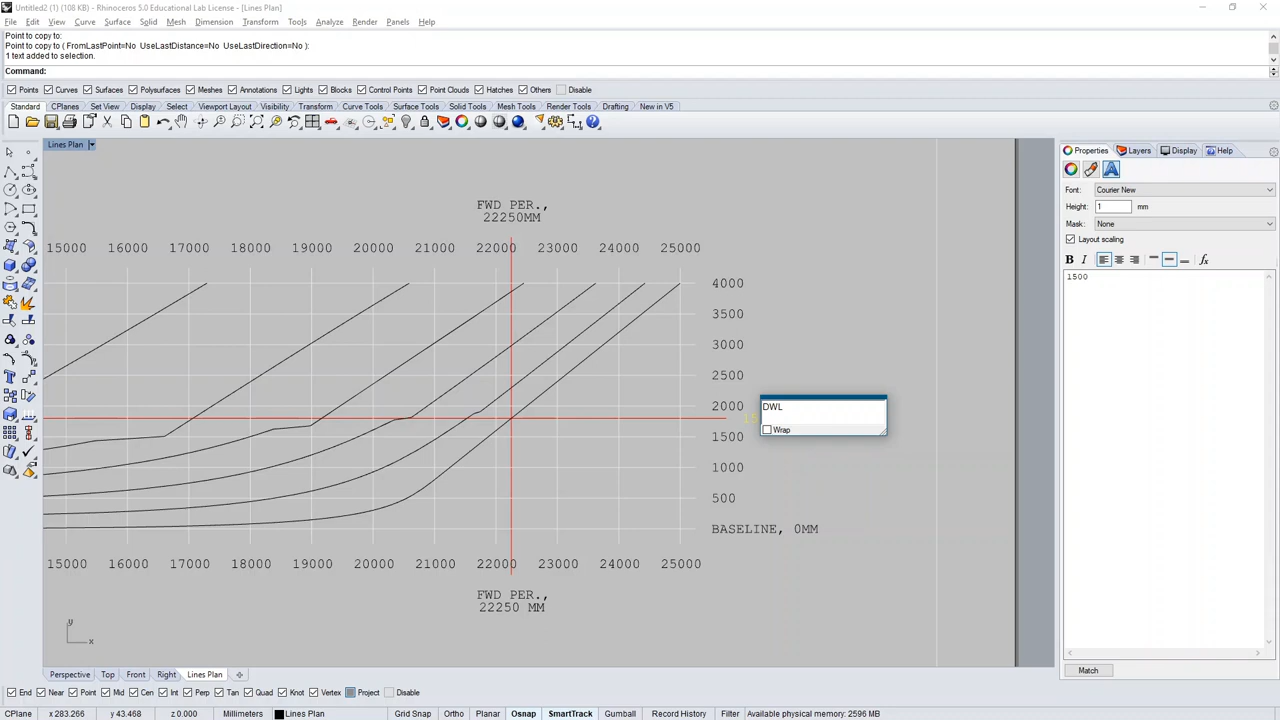 Untitled2 (1) (108 KB) - Rhinoceros 5.0 Educational Lab License - [Lines Plan]
File Edit View Curve Surface Solid Mesh Dimension Transform Tools Analyze Render Panels Help
Point to copy to:
Point to copy to ( FromLastPoint=No UseLastDistance=No UseLastDirection=No ):
1 text added to selection.
Command:
Points Curves Surfaces Polysurfaces Meshes Annotations Lights Blocks Control Points Point Clouds Hatches Others Disable
Standard CPlanes Set View Display Select Viewport Layout Visibility Transform Curve Tools Surface Tools Solid Tools Mesh Tools Render Tools Drafting New in V5
Lines Plan
FWD PER.,
22250MM
15000 16000 17000 18000 19000 20000 21000 22000 23000 24000 25000
4000
3500
3000
2500
2000
1500
1000
500
BASELINE, 0MM
DWL
Wrap
15000 16000 17000 18000 19000 20000 21000 22000 23000 24000 25000
FWD PER.,
22250 MM
y
x
Properties Layers Display Help
Font: Courier New
Height: 1 mm
Mask: None
Layout scaling
B I fx
1500
Match
Perspective Top Front Right Lines Plan
End Near Point Mid Cen Int Perp Tan Quad Knot Vertex Project Disable
CPlane x 283.266 y 43.468 z 0.000 Millimeters Lines Plan Grid Snap Ortho Planar Osnap SmartTrack Gumball Record History Filter Available physical memory: 2596 MB